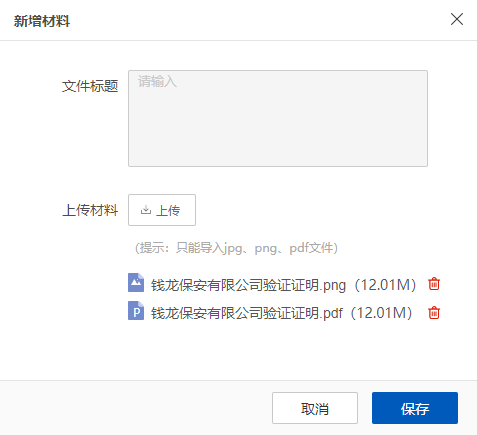 新增材料
文件标题
请输入
上传材料
上传
（提示：只能导入jpg、png、pdf文件）
钱龙保安有限公司验证证明.png（12.01M）
P
钱龙保安有限公司验证证明.pdf（12.01M）
取消
保存